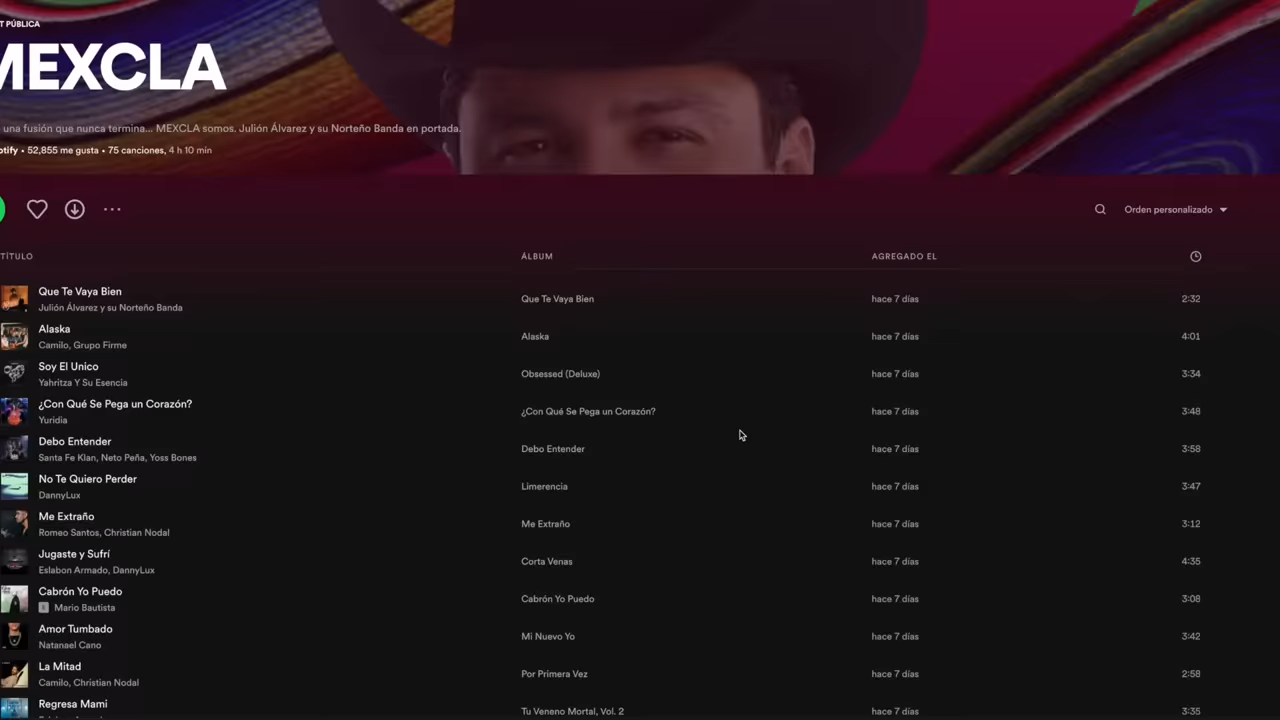 T PÚBLICA
MEXCLA
una fusión que nunca termina... MEXCLA somos. Julión Álvarez y su Norteño Banda en portada.
otify • 52,855 me gusta • 75 canciones, 4 h 10 min
Orden personalizado
TÍTULO ÁLBUM AGREGADO EL
Que Te Vaya Bien
Julión Álvarez y su Norteño Banda
Que Te Vaya Bien hace 7 días 2:32
Alaska
Camilo, Grupo Firme
Alaska hace 7 días 4:01
Soy El Unico
Yahritza Y Su Esencia
Obsessed (Deluxe) hace 7 días 3:34
¿Con Qué Se Pega un Corazón?
Yuridia
¿Con Qué Se Pega un Corazón? hace 7 días 3:48
Debo Entender
Santa Fe Klan, Neto Peña, Yoss Bones
Debo Entender hace 7 días 3:58
No Te Quiero Perder
DannyLux
Limerencia hace 7 días 3:47
Me Extraño
Romeo Santos, Christian Nodal
Me Extraño hace 7 días 3:12
Jugaste y Sufrí
Eslabon Armado, DannyLux
Corta Venas hace 7 días 4:35
Cabrón Yo Puedo
E Mario Bautista
Cabrón Yo Puedo hace 7 días 3:08
Amor Tumbado
Natanael Cano
Mi Nuevo Yo hace 7 días 3:42
La Mitad
Camilo, Christian Nodal
Por Primera Vez hace 7 días 2:58
Regresa Mami
Tu Veneno Mortal, Vol. 2 hace 7 días 3:35